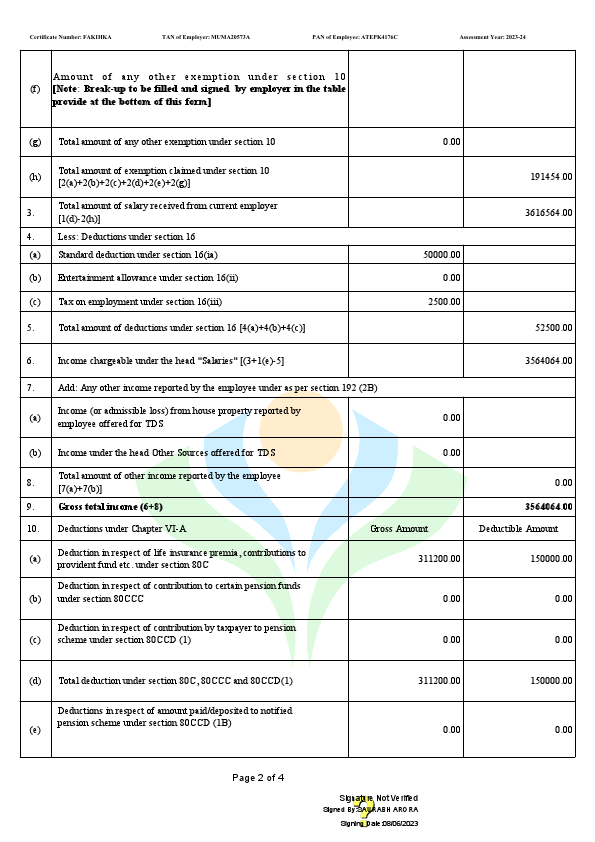 Certificate Number: FAKIHKA TAN of Employer: MUMA20573A PAN of Employee: ATEPK4176C Assessment Year: 2023-24
(f) Amount of any other exemption under section 10
[Note: Break-up to be filled and signed by employer in the table
provide at the bottom of this form]
(g) Total amount of any other exemption under section 10 0.00
(h) Total amount of exemption claimed under section 10
[2(a)+2(b)+2(c)+2(d)+2(e)+2(g)] 191454.00
3. Total amount of salary received from current employer
[1(d)-2(h)] 3616564.00
4. Less: Deductions under section 16
(a) Standard deduction under section 16(ia) 50000.00
(b) Entertainment allowance under section 16(ii) 0.00
(c) Tax on employment under section 16(iii) 2500.00
5. Total amount of deductions under section 16 [4(a)+4(b)+4(c)] 52500.00
6. Income chargeable under the head "Salaries" [(3+1(e)-5] 3564064.00
7. Add: Any other income reported by the employee under as per section 192 (2B)
(a) Income (or admissible loss) from house property reported by
employee offered for TDS 0.00
(b) Income under the head Other Sources offered for TDS 0.00
8. Total amount of other income reported by the employee
[7(a)+7(b)] 0.00
9. Gross total income (6+8) 3564064.00
10. Deductions under Chapter VI-A Gross Amount Deductible Amount
(a) Deduction in respect of life insurance premia, contributions to
provident fund etc. under section 80C 311200.00 150000.00
(b) Deduction in respect of contribution to certain pension funds
under section 80CCC 0.00 0.00
(c) Deduction in respect of contribution by taxpayer to pension
scheme under section 80CCD (1) 0.00 0.00
(d) Total deduction under section 80C, 80CCC and 80CCD(1) 311200.00 150000.00
(e) Deductions in respect of amount paid/deposited to notified
pension scheme under section 80CCD (1B) 0.00 0.00
Page 2 of 4
Signature Not Verified
Signed By:SAURABH ARORA
Signing Date:08/06/2023
?